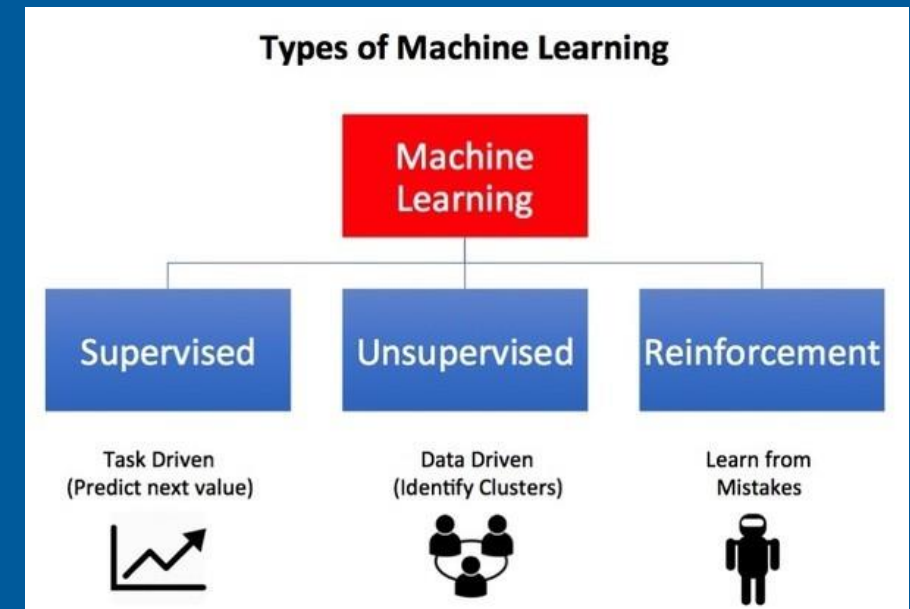 Types of Machine Learning
Machine
Learning
Supervised
Unsupervised
Reinforcement
Task Driven
(Predict next value)
Data Driven
(Identify Clusters)
Learn from
Mistakes